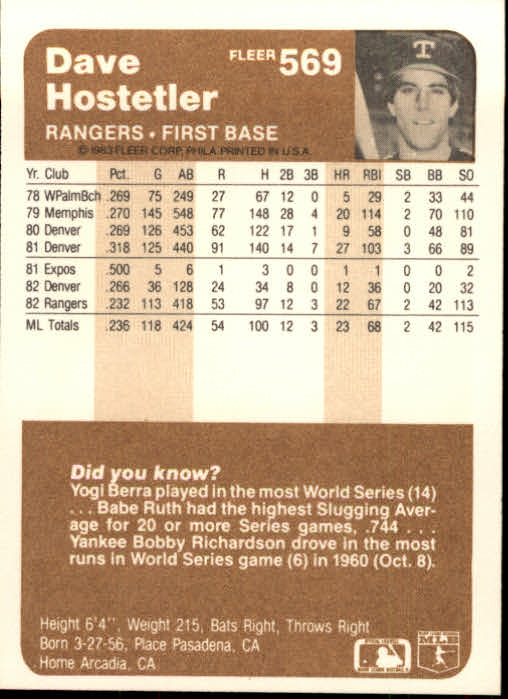 Dave
Hostetler
FLEER 569
T
RANGERS • FIRST BASE
© 1983 FLEER CORP., PHILA. PRINTED IN U.S.A.
Yr. Club Pct. G AB R H 2B 3B HR RBI SB BB SO
78 WPalmBch .269 75 249 27 67 12 0 5 29 2 33 44
79 Memphis .270 145 548 77 148 28 4 20 114 2 70 110
80 Denver .269 126 453 62 122 17 1 9 58 0 48 81
81 Denver .318 125 440 91 140 14 7 27 103 3 66 89
81 Expos .500 5 6 1 3 0 0 1 1 0 0 2
82 Denver .266 36 128 24 34 8 0 12 36 0 20 32
82 Rangers .232 113 418 53 97 12 3 22 67 2 42 113
ML Totals .236 118 424 54 100 12 3 23 68 2 42 115
Did you know?
Yogi Berra played in the most World Series (14)
. . . Babe Ruth had the highest Slugging Aver-
age for 20 or more Series games, .744 . . .
Yankee Bobby Richardson drove in the most
runs in World Series game (6) in 1960 (Oct. 8).
Height 6'4", Weight 215, Bats Right, Throws Right
Born 3-27-56, Place Pasadena, CA
Home Arcadia, CA